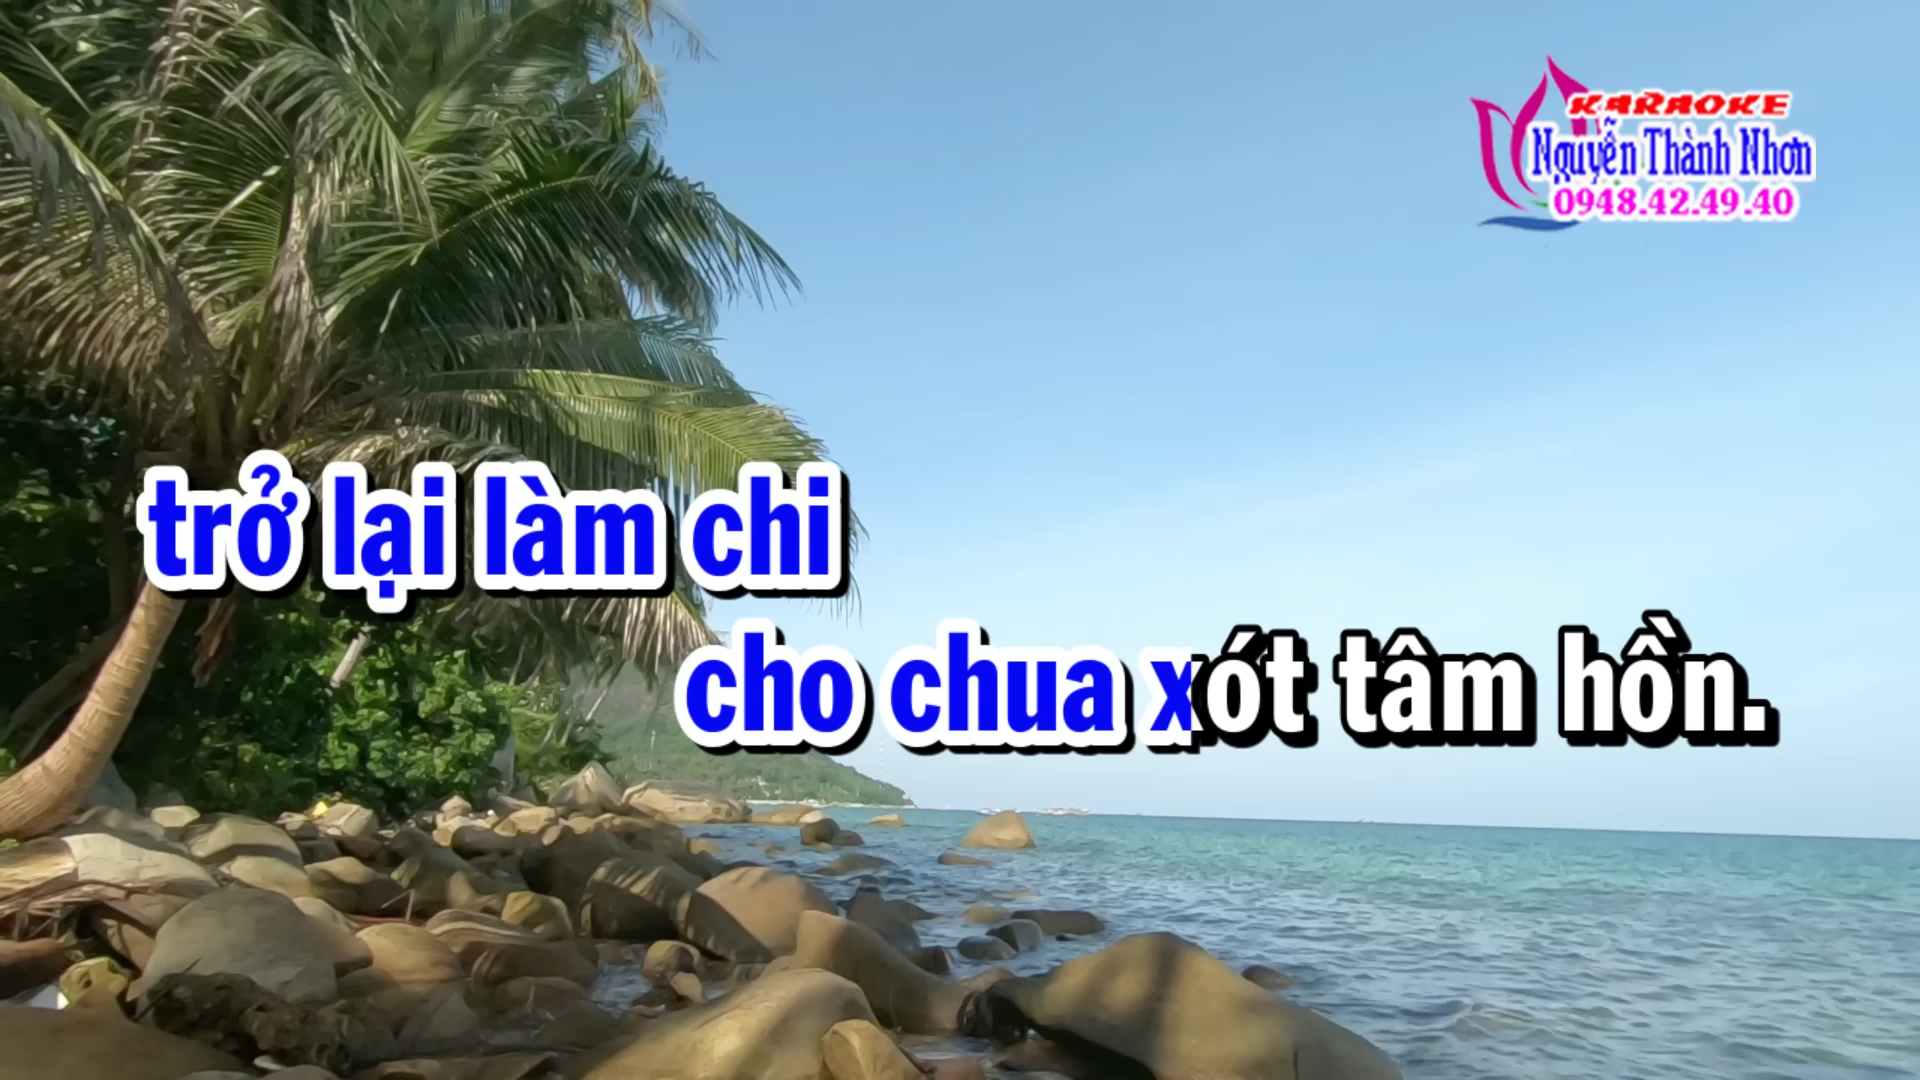 KARAOKE
Nguyễn Thành Nhơn
0948.42.49.40
trở lại làm chi
cho chua xót tâm hồn.